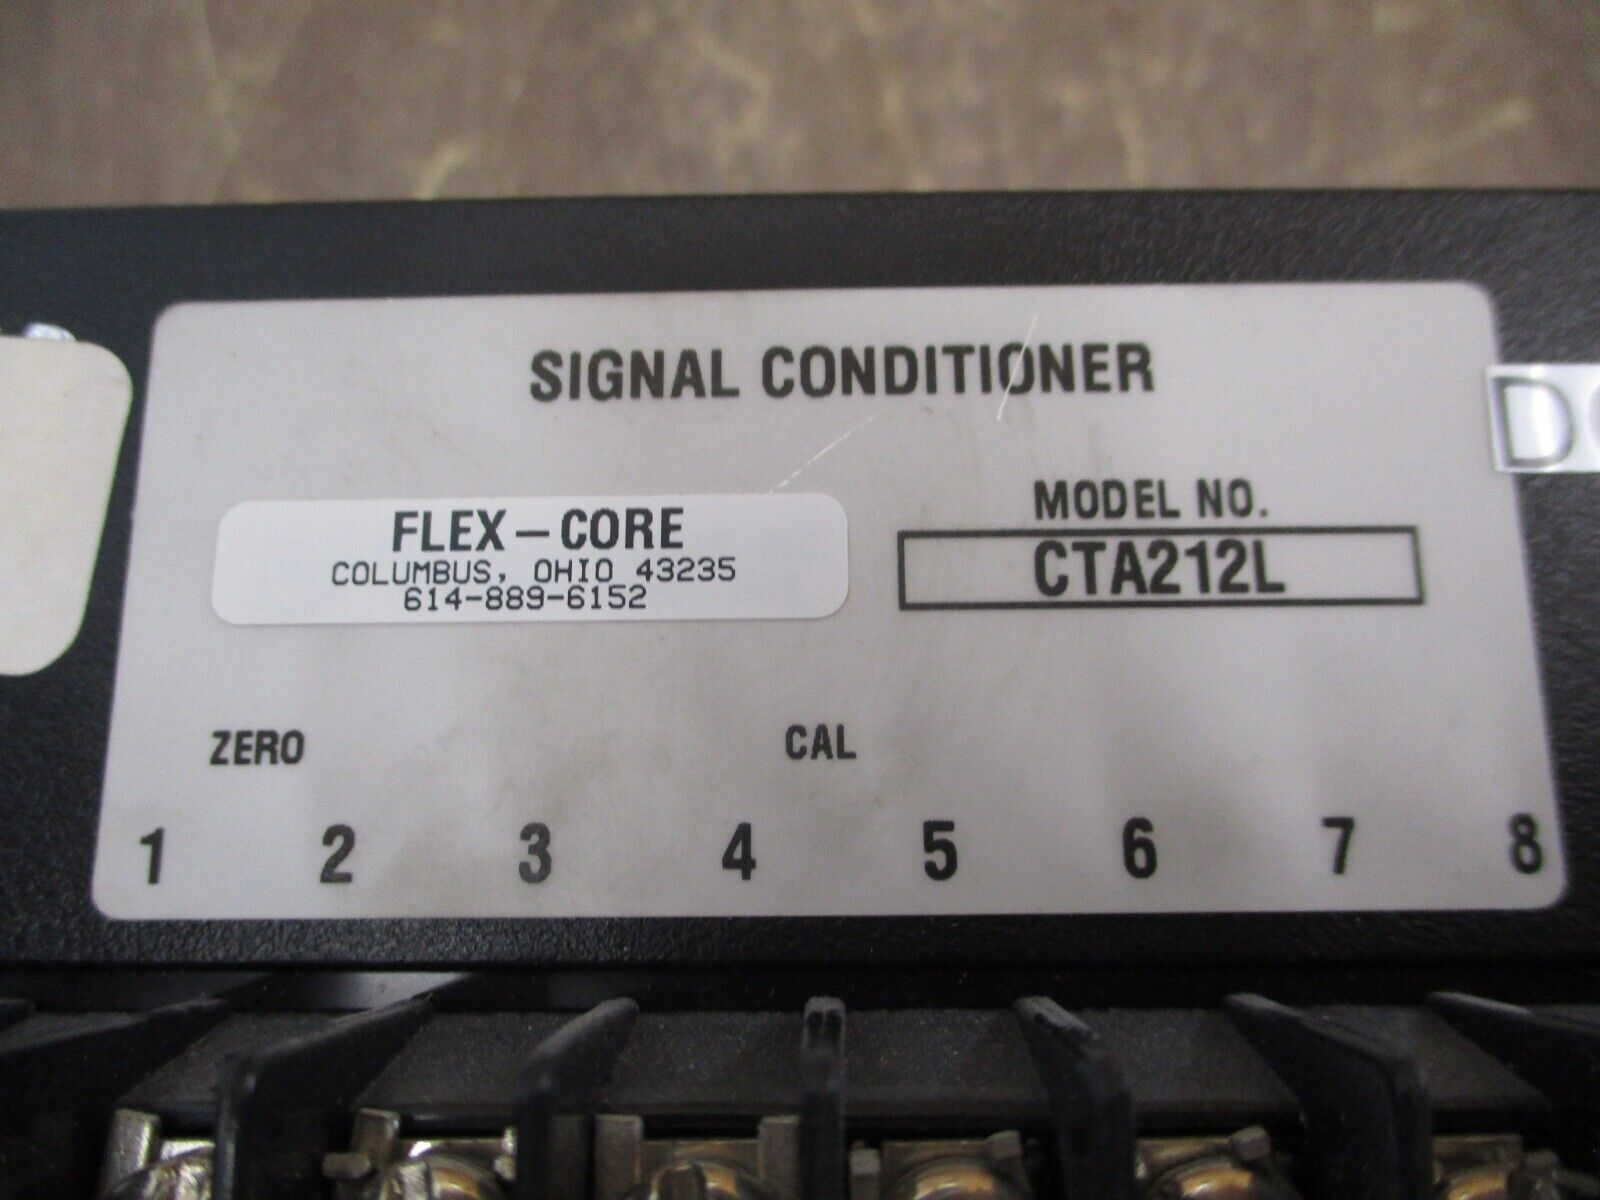 SIGNAL CONDITIONER
FLEX-CORE
COLUMBUS, OHIO 43235
614-889-6152
MODEL NO.
CTA212L
ZERO
CAL
1 2 3 4 5 6 7 8